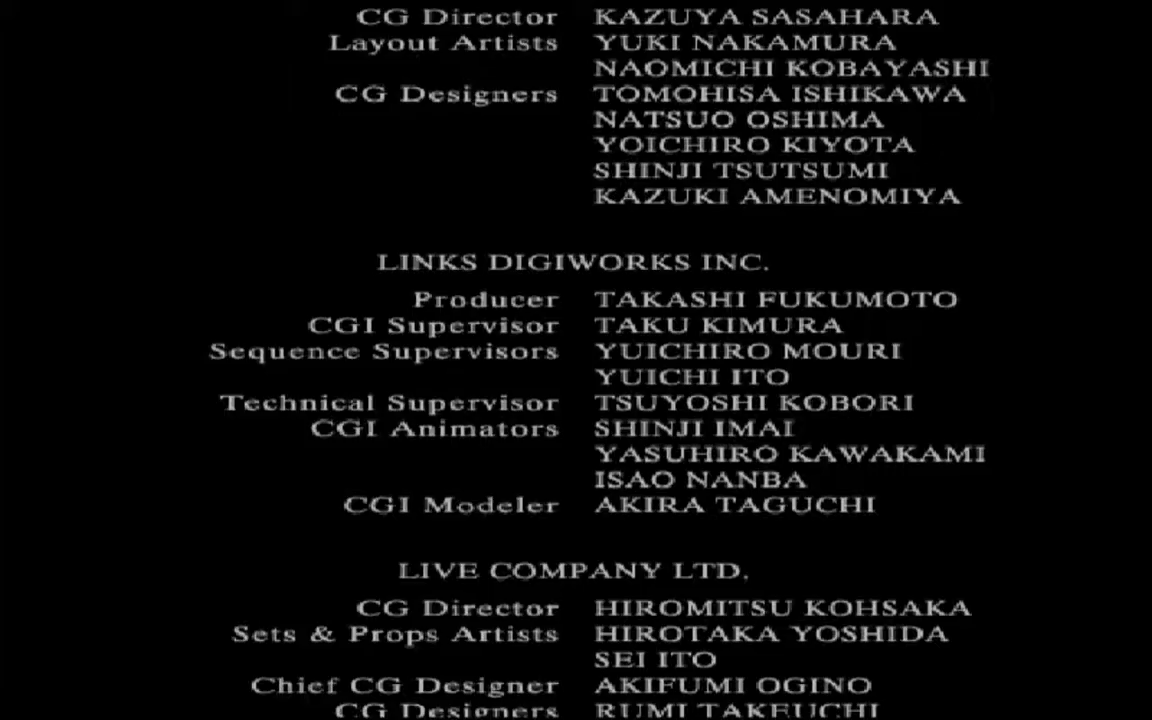 CG Director KAZUYA SASAHARA
Layout Artists YUKI NAKAMURA
NAOMICHI KOBAYASHI
CG Designers TOMOHISA ISHIKAWA
NATSUO OSHIMA
YOICHIRO KIYOTA
SHINJI TSUTSUMI
KAZUKI AMENOMIYA
LINKS DIGIWORKS INC.
Producer TAKASHI FUKUMOTO
CGI Supervisor TAKU KIMURA
Sequence Supervisors YUICHIRO MOURI
YUICHI ITO
Technical Supervisor TSUYOSHI KOBORI
CGI Animators SHINJI IMAI
YASUHIRO KAWAKAMI
ISAO NANBA
CGI Modeler AKIRA TAGUCHI
LIVE COMPANY LTD.
CG Director HIROMITSU KOHSAKA
Sets & Props Artists HIROTAKA YOSHIDA
SEI ITO
Chief CG Designer AKIFUMI OGINO
CG Designers RUMI TAKEUCHI